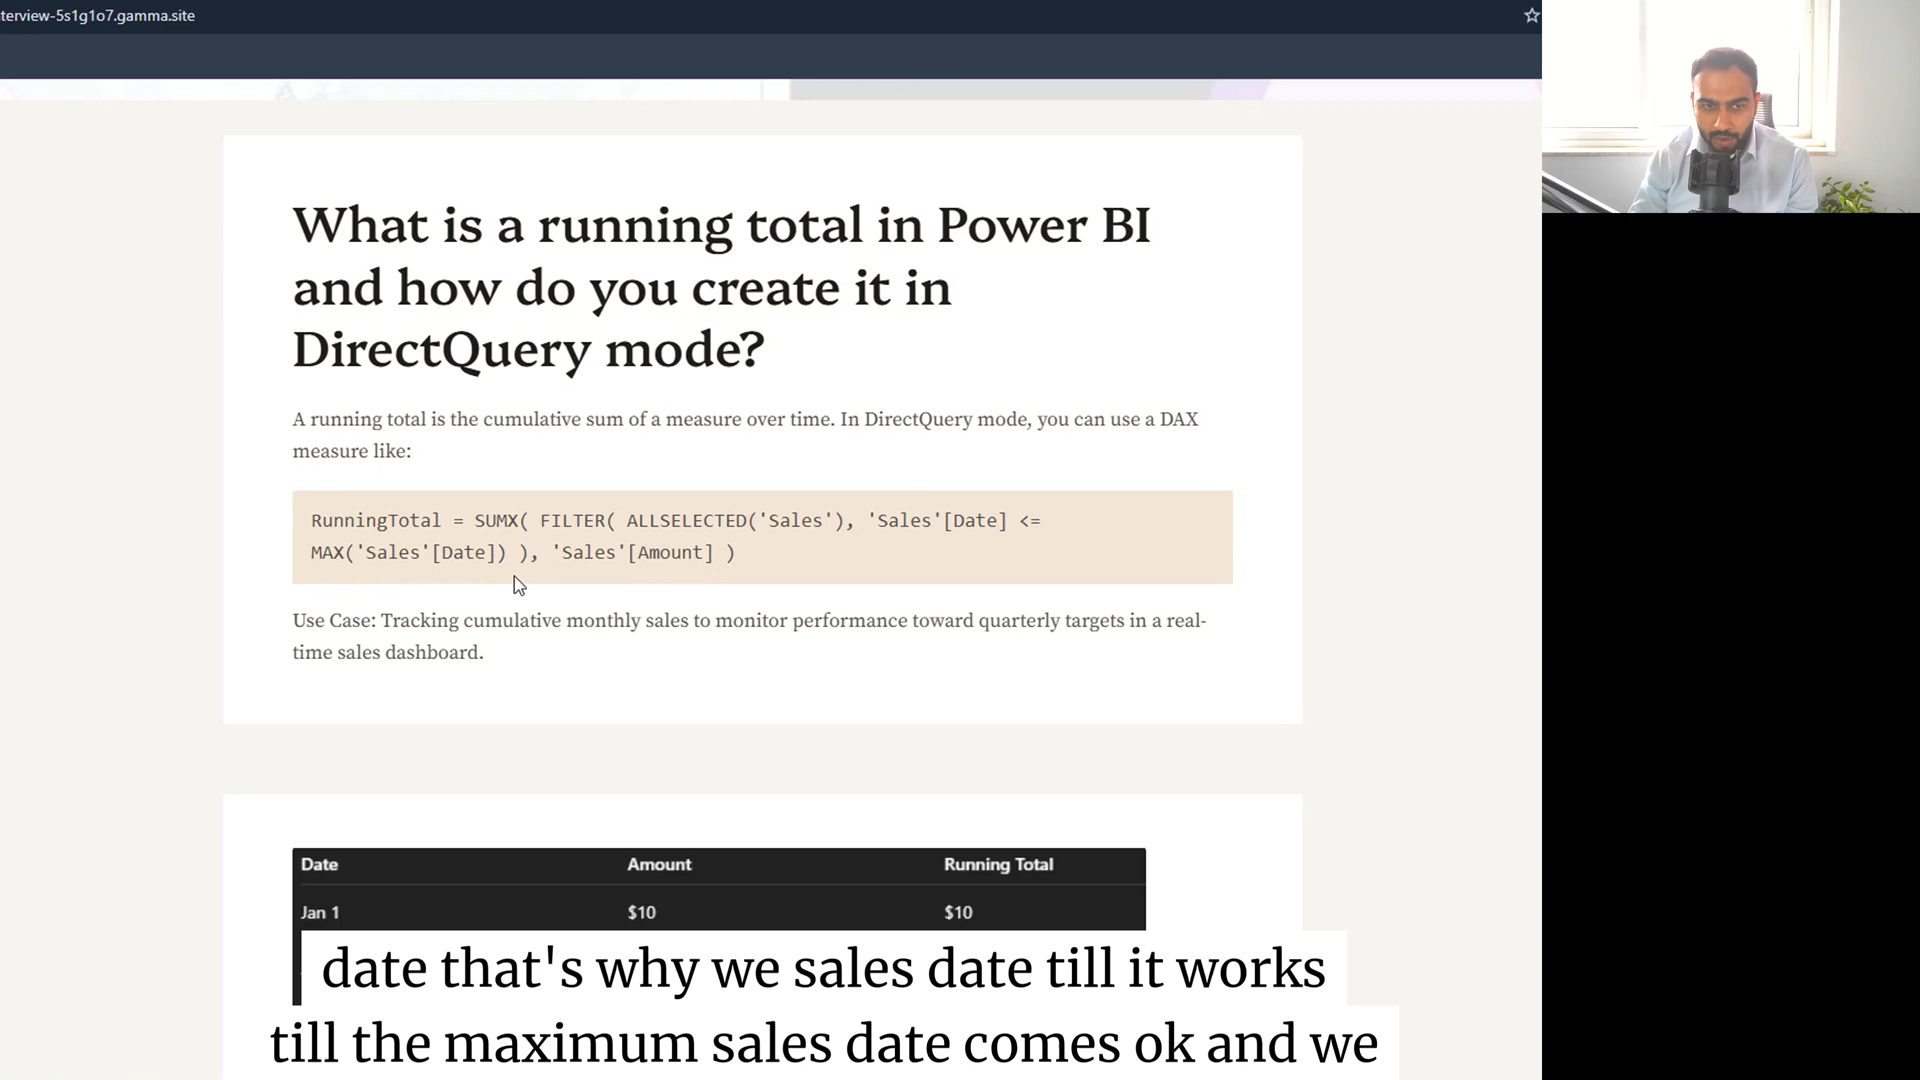 terview-5s1g1o7.gamma.site
What is a running total in Power BI
and how do you create it in
DirectQuery mode?
A running total is the cumulative sum of a measure over time. In DirectQuery mode, you can use a DAX
measure like:
RunningTotal = SUMX( FILTER( ALLSELECTED('Sales'), 'Sales'[Date] <=
MAX('Sales'[Date]) ), 'Sales'[Amount] )
Use Case: Tracking cumulative monthly sales to monitor performance toward quarterly targets in a real-
time sales dashboard.
Date Amount Running Total
Jan 1 $10 $10
date that's why we sales date till it works
till the maximum sales date comes ok and we